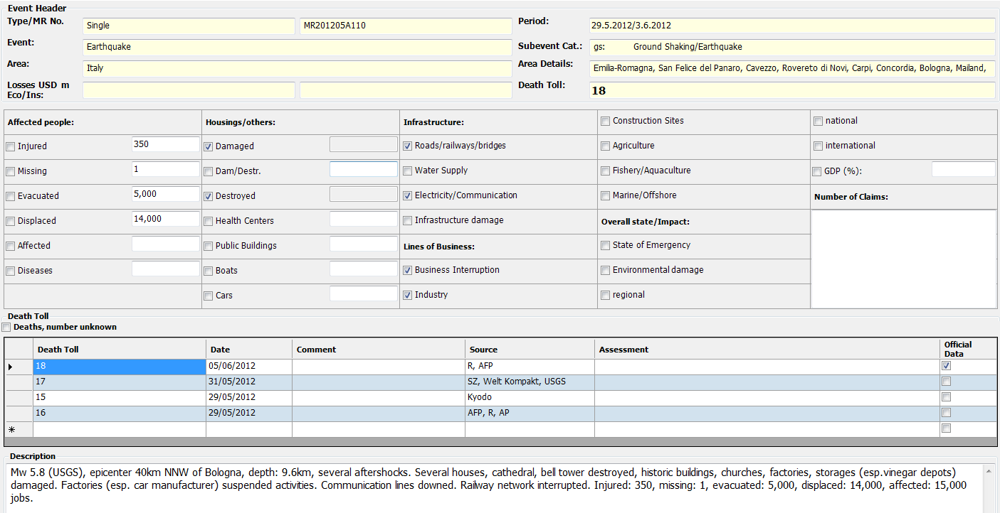 Event Header
Type/MR No. Single MR201205A110 Period: 29.5.2012/3.6.2012
Event: Earthquake Subevent Cat.: gs: Ground Shaking/Earthquake
Area: Italy Area Details: Emilia-Romagna, San Felice del Panaro, Cavezzo, Rovereto di Novi, Carpi, Concordia, Bologna, Mailand,
Losses USD m Death Toll: 18
Eco/Ins:
Affected people: Housings/others: Infrastructure: Construction Sites national
Injured 350 Damaged Roads/railways/bridges Agriculture international
Missing 1 Dam/Destr. Water Supply Fishery/Aquaculture GDP (%):
Evacuated 5,000 Destroyed Electricity/Communication Marine/Offshore Number of Claims:
Displaced 14,000 Health Centers Infrastructure damage Overall state/Impact:
Affected Public Buildings Lines of Business: State of Emergency
Diseases Boats Business Interruption Environmental damage
Cars Industry regional
Death Toll
Deaths, number unknown
Death Toll Date Comment Source Assessment Official Data
18 05/06/2012 R, AFP
17 31/05/2012 SZ, Welt Kompakt, USGS
15 29/05/2012 Kyodo
16 29/05/2012 AFP, R, AP
Description
Mw 5.8 (USGS), epicenter 40km NNW of Bologna, depth: 9.6km, several aftershocks. Several houses, cathedral, bell tower destroyed, historic buildings, churches, factories, storages (esp.vinegar depots)
damaged. Factories (esp. car manufacturer) suspended activities. Communication lines downed. Railway network interrupted. Injured: 350, missing: 1, evacuated: 5,000, displaced: 14,000, affected: 15,000
jobs.